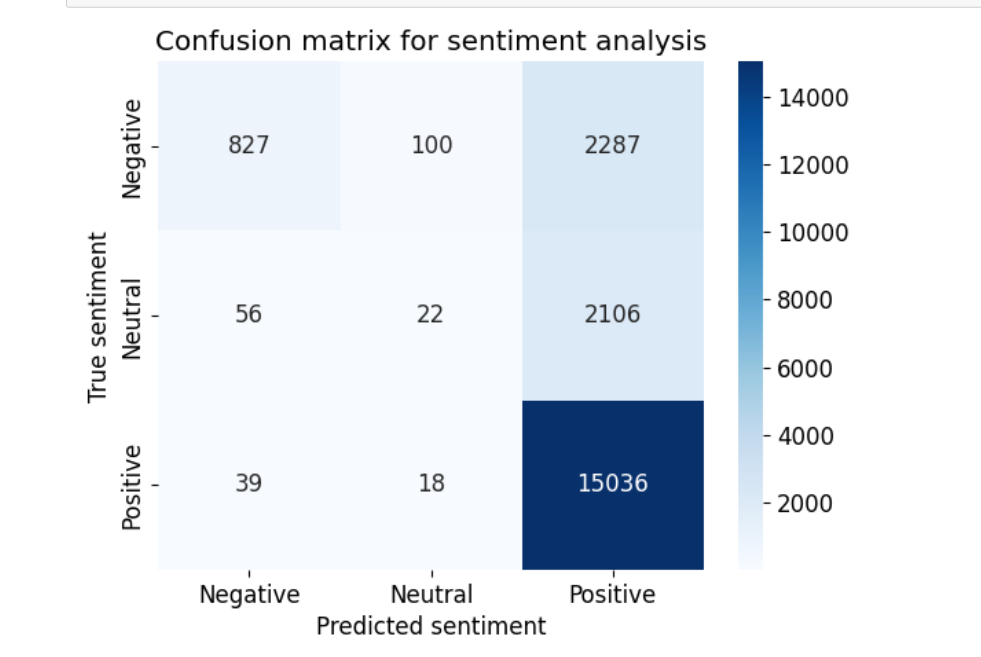 Confusion matrix for sentiment analysis
Negative
827
100
2287
Neutral
56
22
2106
Positive
39
18
15036
True sentiment
Negative
Neutral
Positive
Predicted sentiment
14000
12000
10000
8000
6000
4000
2000